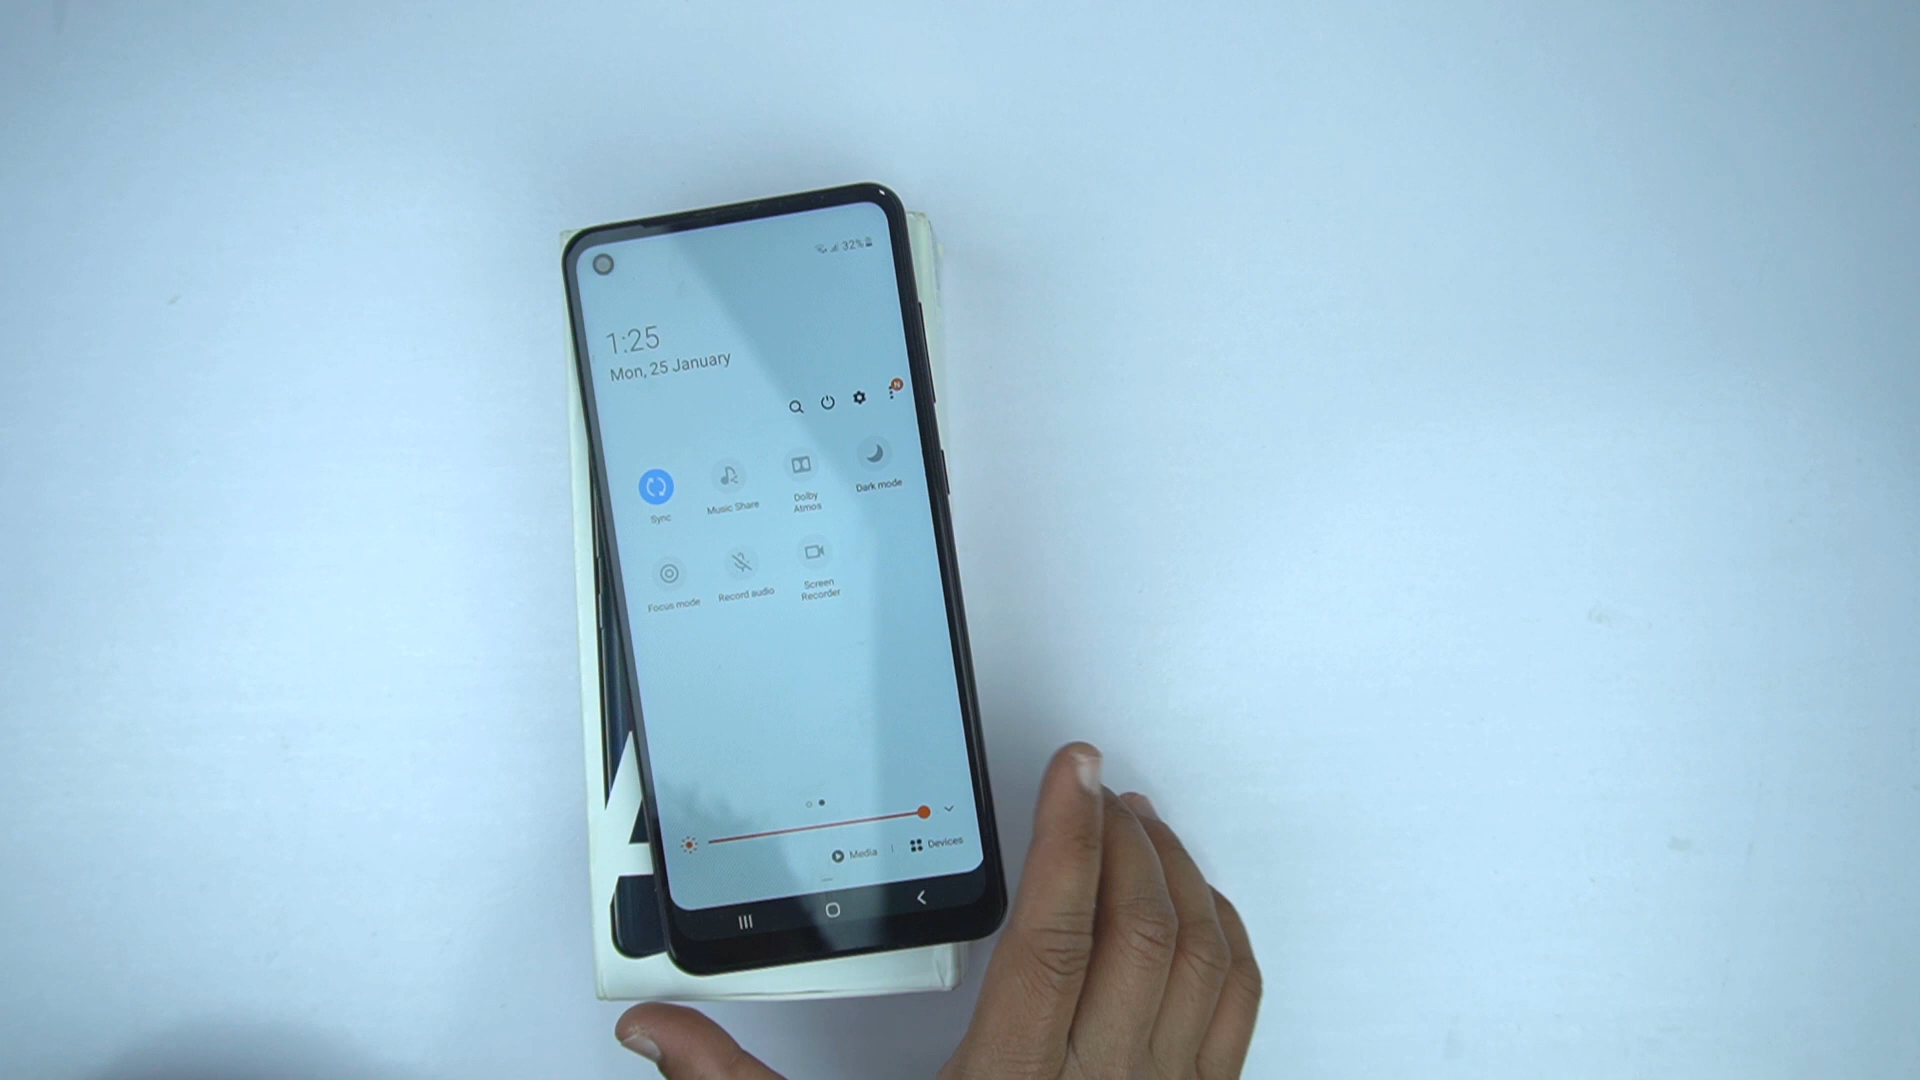 32%
1:25
Mon, 25 January
N
Sync
Music Share
Dolby
Atmos
Dark mode
Focus mode
Record audio
Screen
Recorder
Media | Devices
A